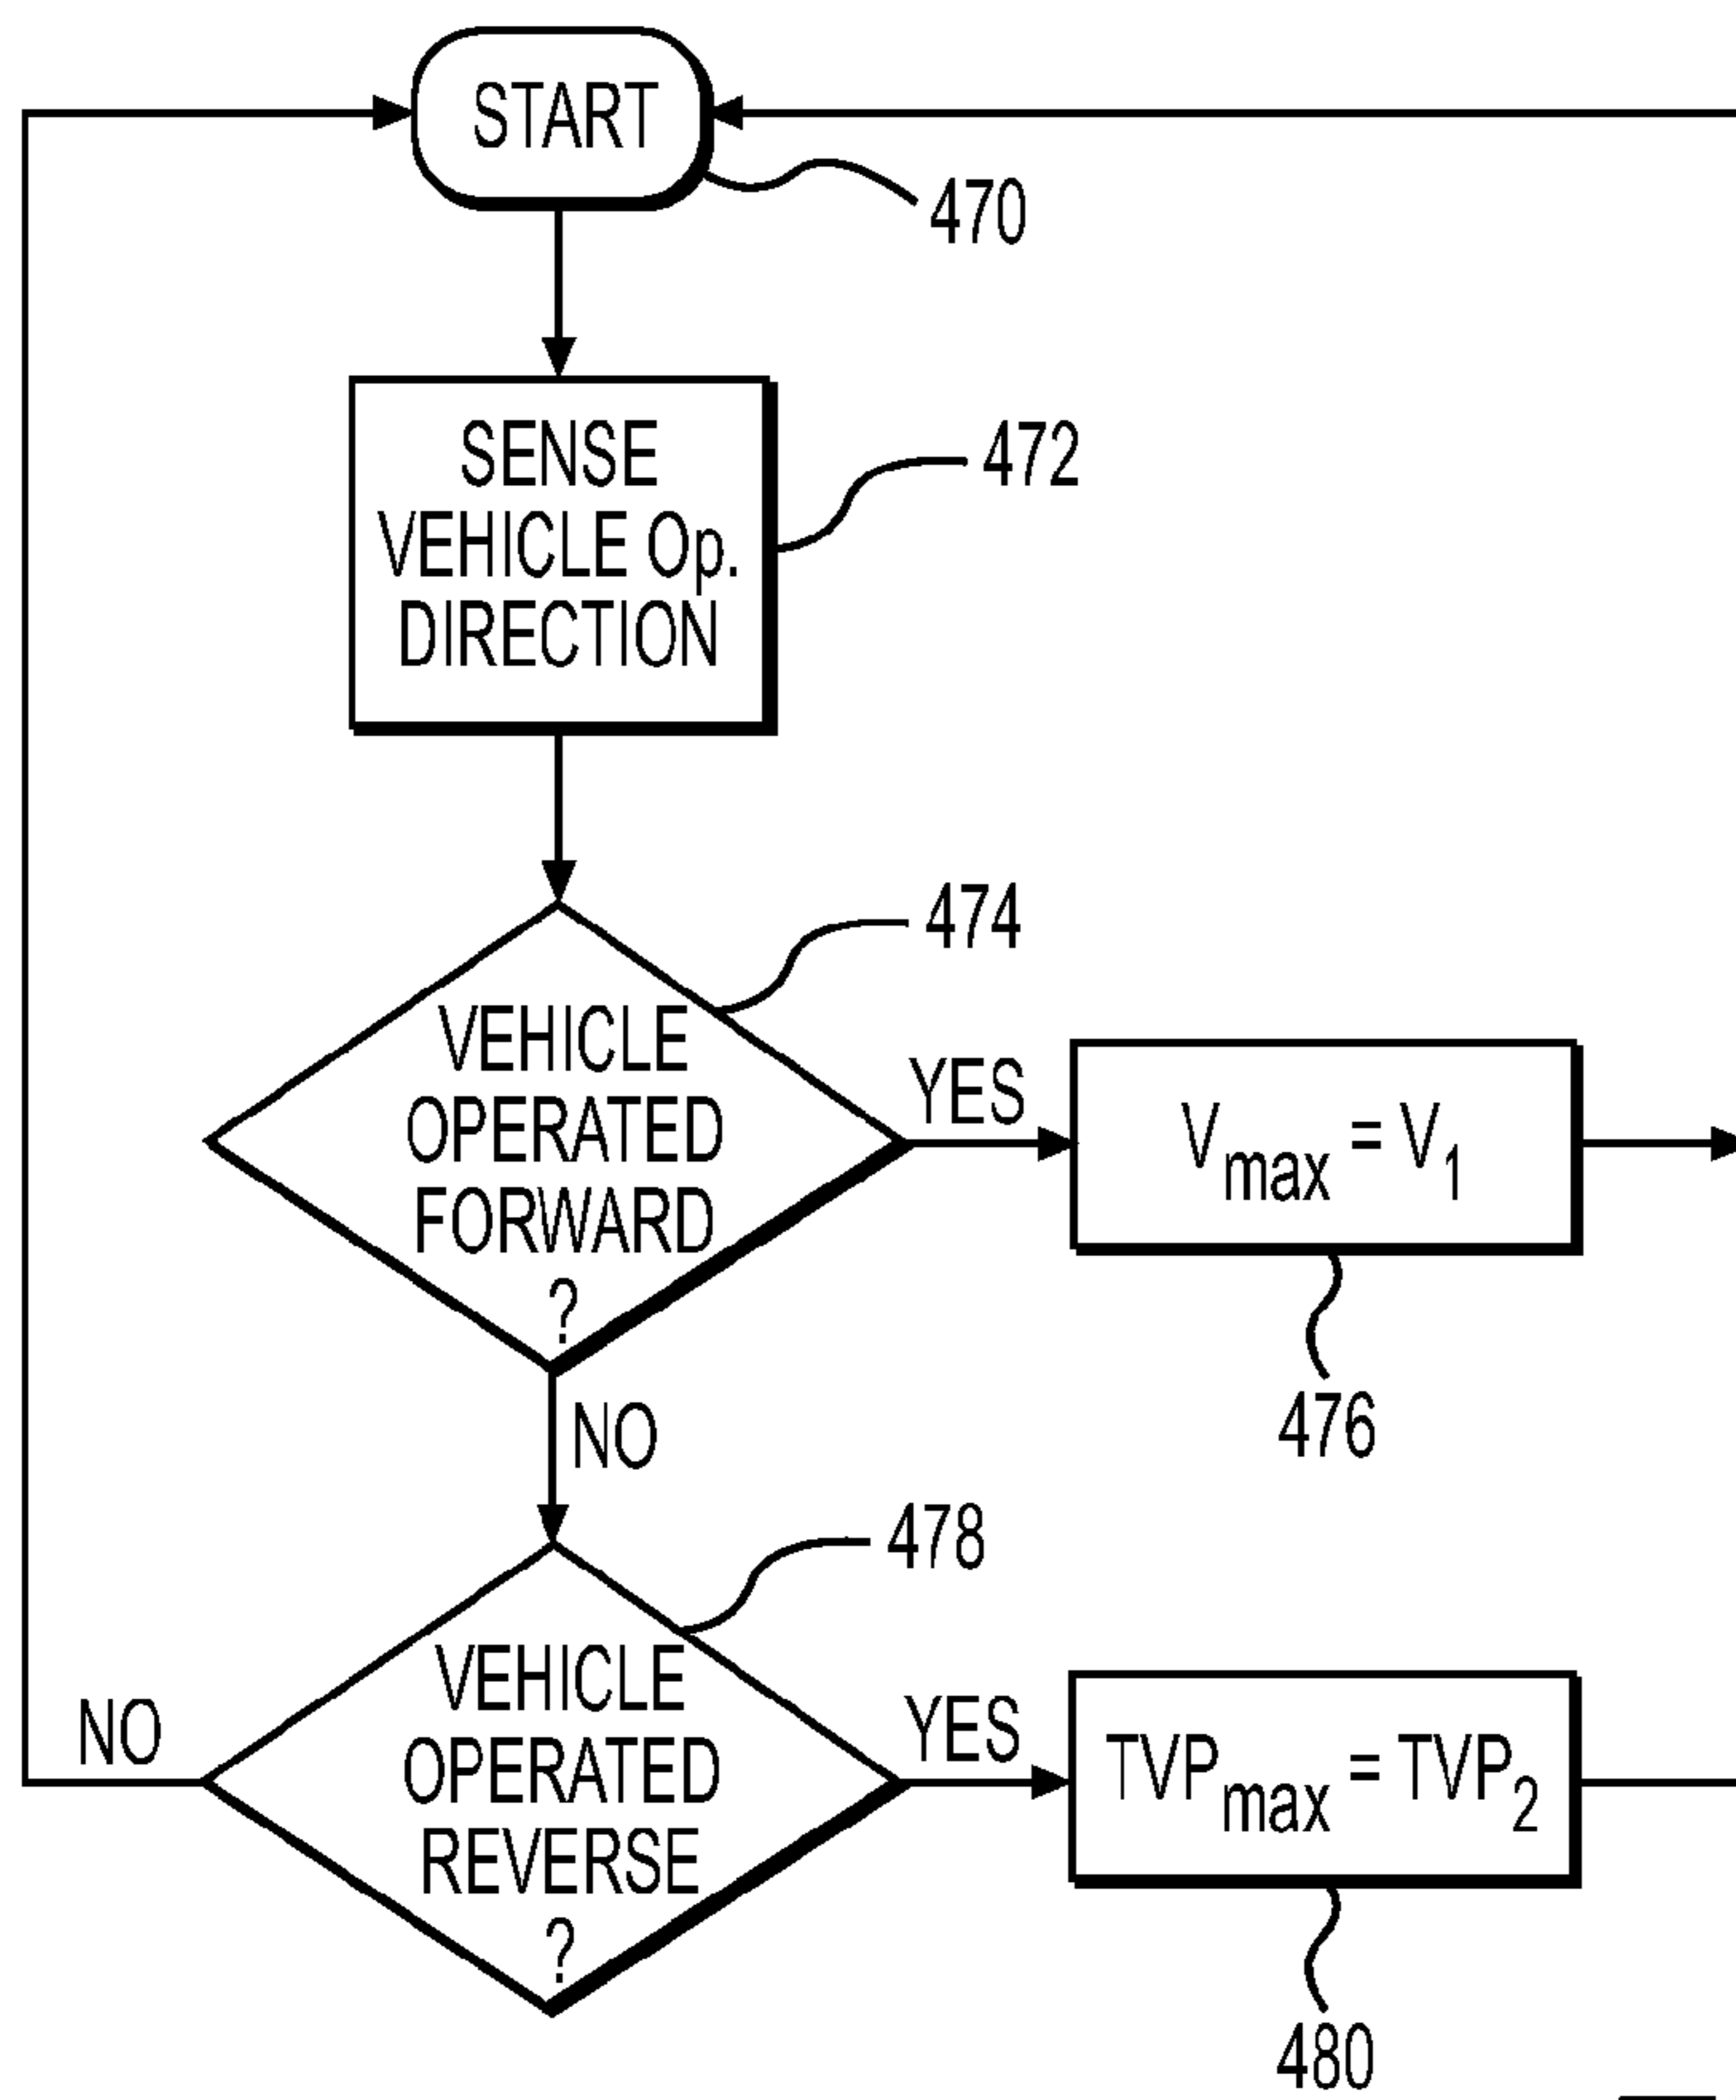 START
470
SENSE
VEHICLE Op.
DIRECTION
472
474
VEHICLE
OPERATED
FORWARD
?
YES
Vmax = V1
476
NO
478
VEHICLE
OPERATED
REVERSE
?
NO
YES
TVPmax = TVP2
480